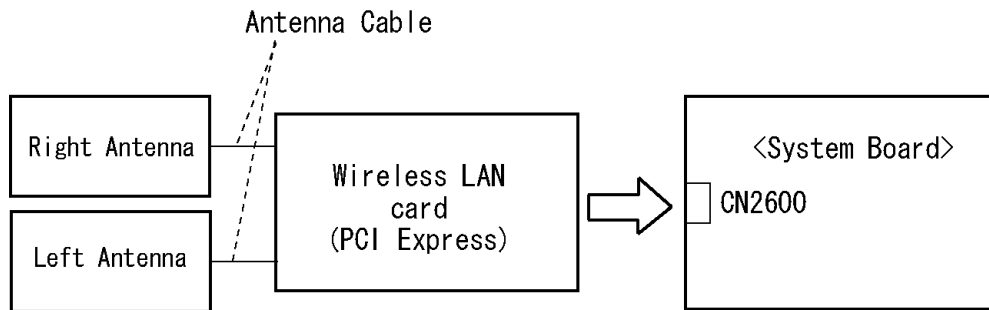 Antenna Cable
Right Antenna
Left Antenna
Wireless LAN
card
(PCI Express)
<System Board>
CN2600